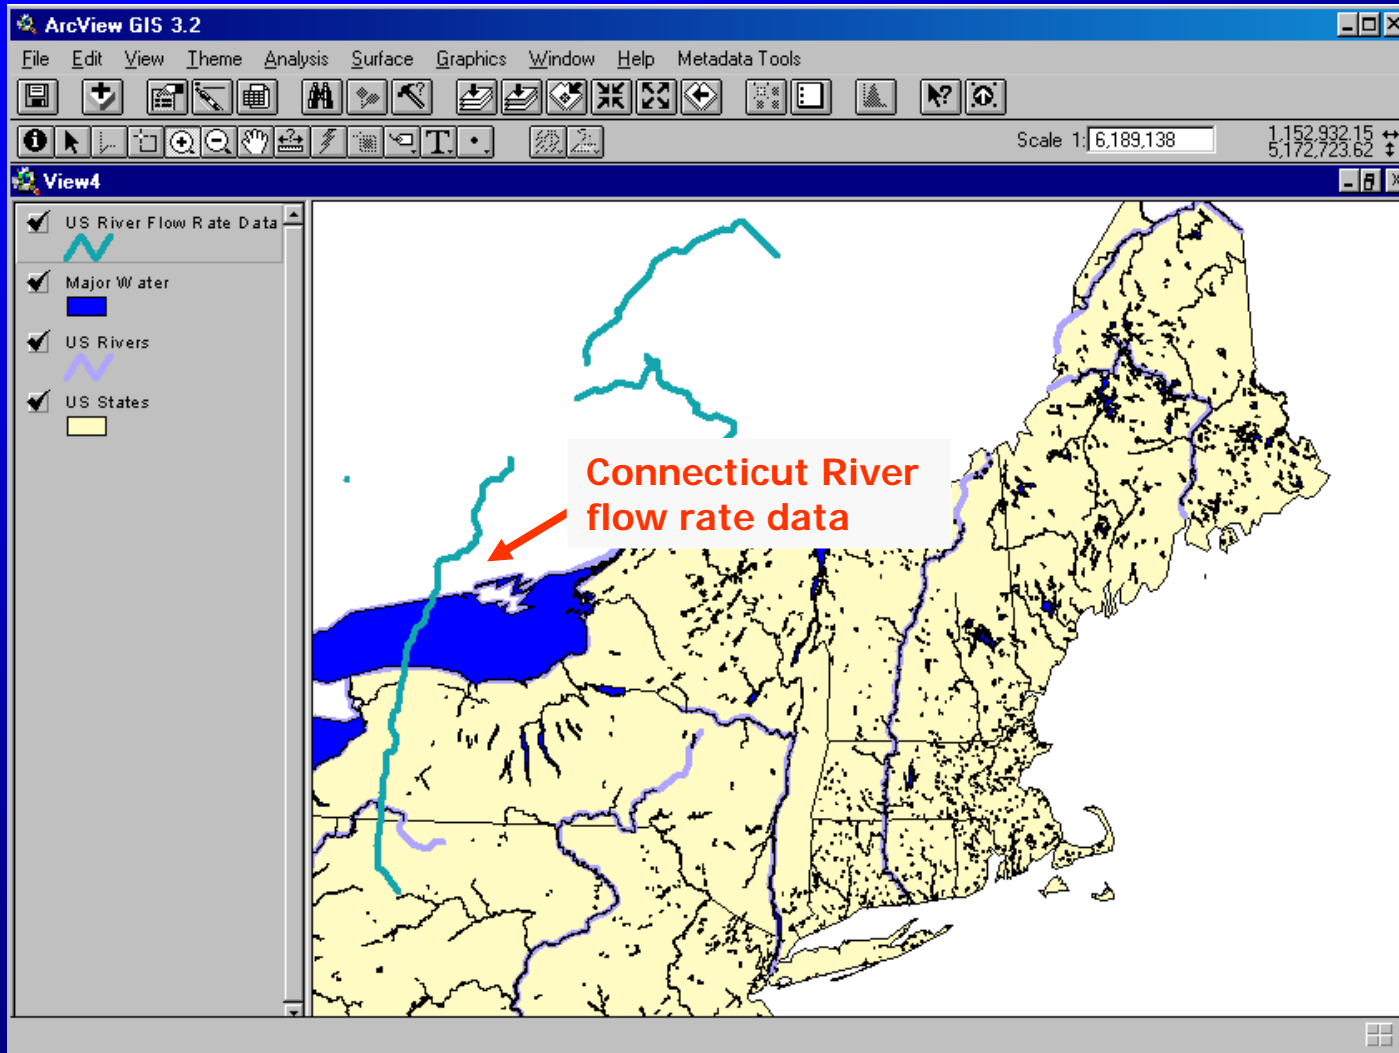 ArcView GIS 3.2
File Edit View Theme Analysis Surface Graphics Window Help Metadata Tools
T
Scale 1: 6,189,138
1,152,932.15
5,172,723.62
View4
US River Flow Rate Data
Major Water
US Rivers
US States
Connecticut River
flow rate data